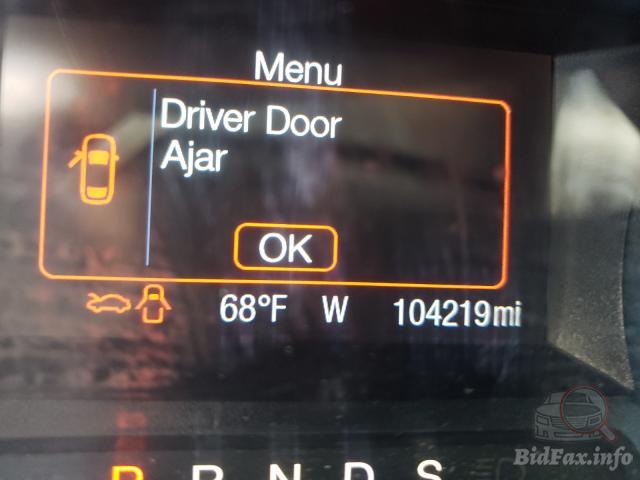 Menu
Driver Door
Ajar
OK
68°F W 104219mi
P R N D S
BidFax.info